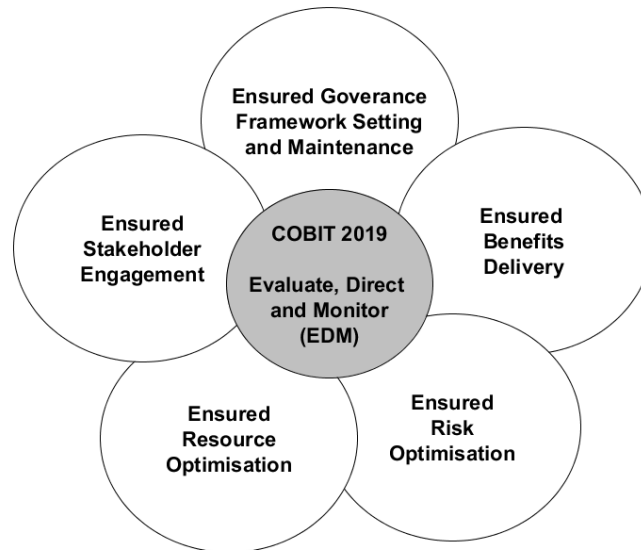 Ensured Goverance
Framework Setting
and Maintenance
Ensured
Stakeholder
Engagement
COBIT 2019
Evaluate, Direct
and Monitor
(EDM)
Ensured
Benefits
Delivery
Ensured
Resource
Optimisation
Ensured
Risk
Optimisation